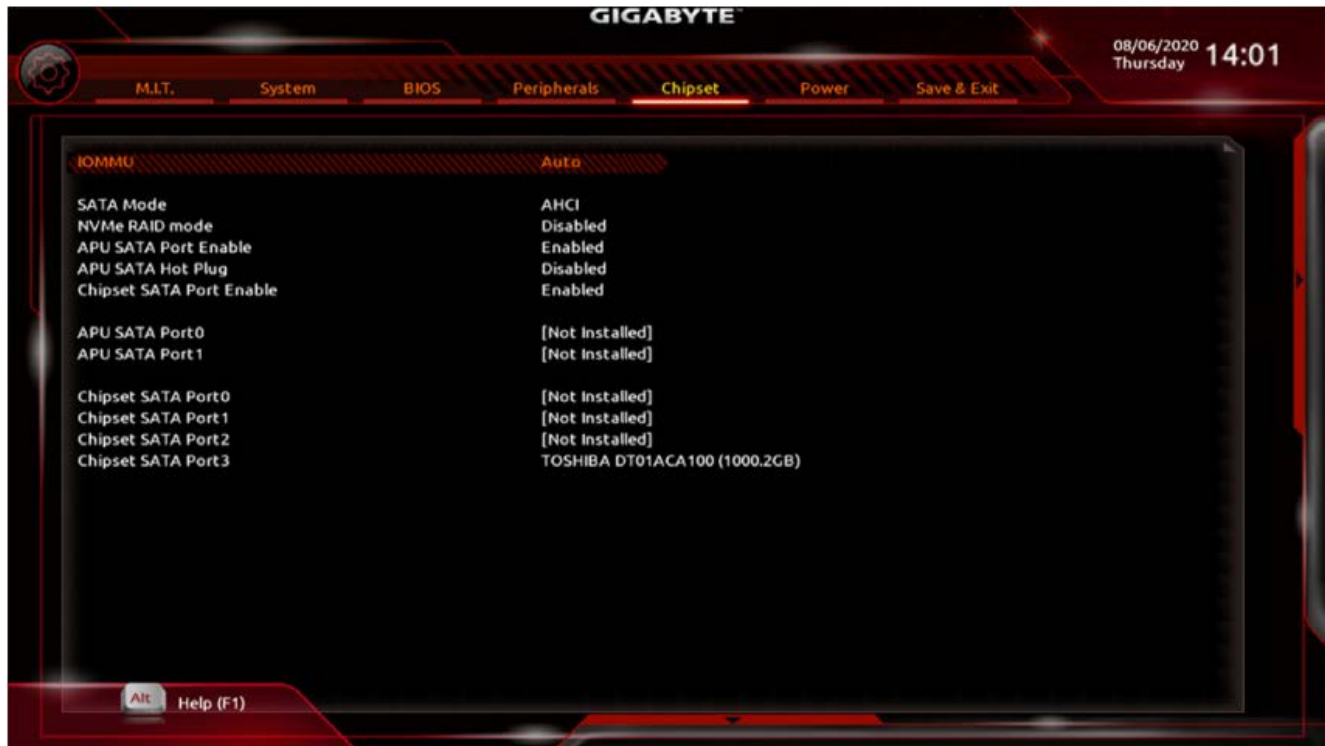 GIGABYTE™
08/06/2020
Thursday 14:01
M.I.T. System BIOS Peripherals Chipset Power Save & Exit
IOMMU Auto
SATA Mode AHCI
NVMe RAID mode Disabled
APU SATA Port Enable Enabled
APU SATA Hot Plug Disabled
Chipset SATA Port Enable Enabled
APU SATA Port0 [Not Installed]
APU SATA Port1 [Not Installed]
Chipset SATA Port0 [Not Installed]
Chipset SATA Port1 [Not Installed]
Chipset SATA Port2 [Not Installed]
Chipset SATA Port3 TOSHIBA DT01ACA100 (1000.2GB)
Alt Help (F1)